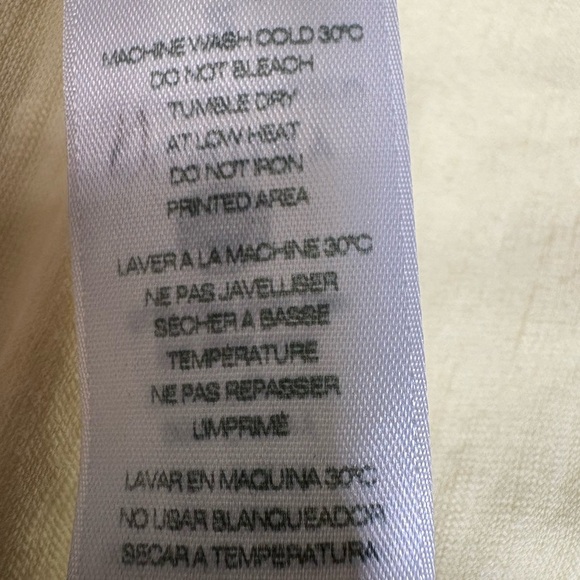 MACHINE WASH COLD 30°C
DO NOT BLEACH
TUMBLE DRY
AT LOW HEAT
DO NOT IRON
PRINTED AREA
LAVER A LA MACHINE 30°C
NE PAS JAVELLISER
SECHER A BASSE
TEMPÉRATURE
NE PAS REPASSER
L'IMPRIMÉ
LAVAR EN MAQUINA 30°C
NO USAR BLANQUEADOR
SECAR A TEMPERATURA